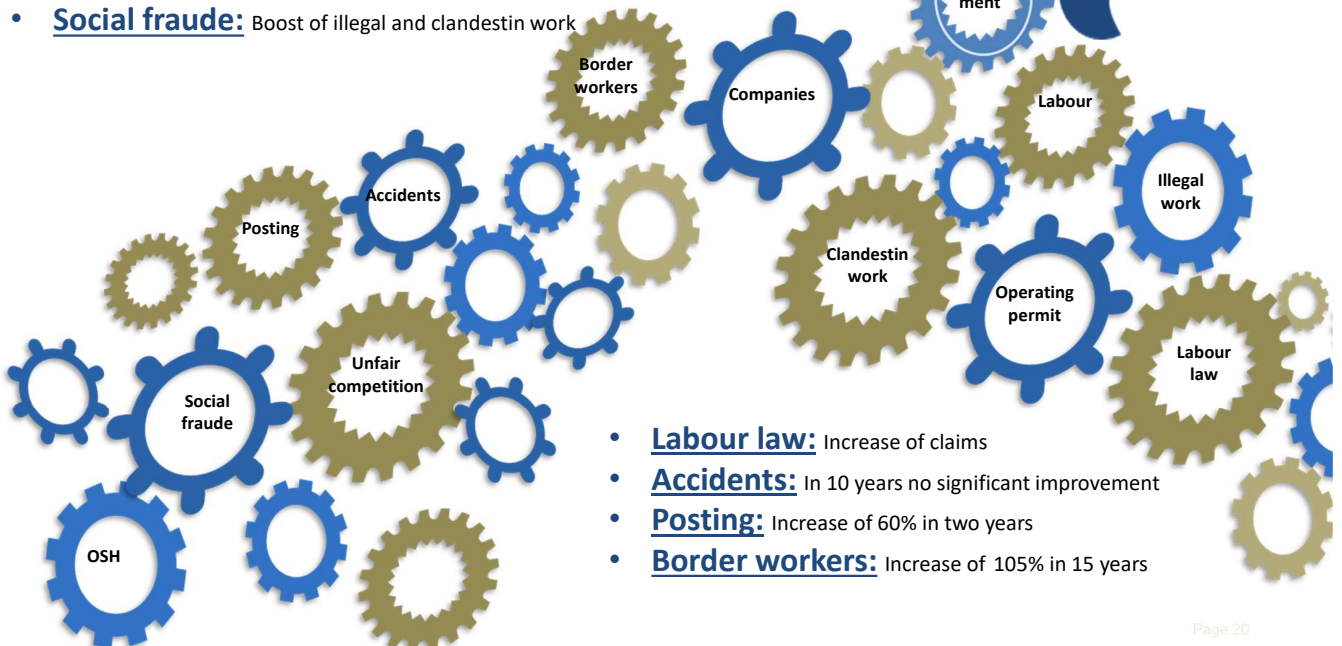 • Social fraude: Boost of illegal and clandestin work
ment
Border
workers
Companies
Labour
Accidents
Illegal
work
Posting
Clandestin
work
Operating
permit
Unfair
competition
Labour
law
Social
fraude
• Labour law: Increase of claims
• Accidents: In 10 years no significant improvement
• Posting: Increase of 60% in two years
• Border workers: Increase of 105% in 15 years
OSH
Page 20